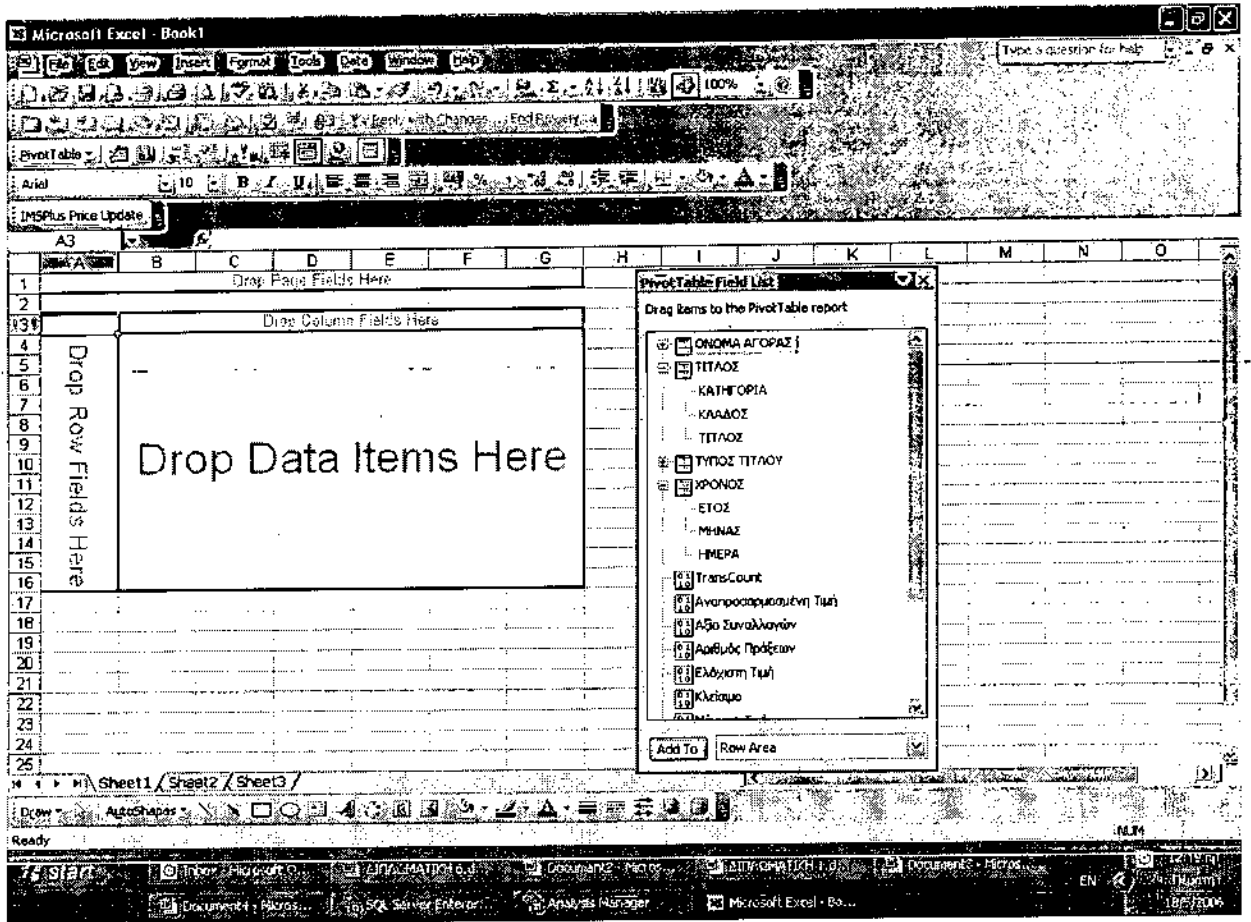 Microsoft Excel - Book1
Type a question for help
File Edit View Insert Format Tools Data Window Help
100%
Reply with Changes... End Review...
PivotTable
Arial 10 B I U
IMSPlus Price Update
A3 fx
A B C D E F G H I J K L M N O
1 Drop Page Fields Here
2
3 Drop Column Fields Here
4
5
6
7
8
9
10
11
12
13
14
15
16
17
18
19
20
21
22
23
24
25
Drop Row Fields Here
Drop Data Items Here
PivotTable Field List
Drag items to the PivotTable report
ΟΝΟΜΑ ΑΓΟΡΑΣ
ΤΙΤΛΟΣ
ΚΑΤΗΓΟΡΙΑ
ΚΛΑΔΟΣ
ΤΙΤΛΟΣ
ΤΥΠΟΣ ΤΙΤΛΟΥ
ΧΡΟΝΟΣ
ΕΤΟΣ
ΜΗΝΑΣ
ΗΜΕΡΑ
TransCount
Αναπροσαρμοσμένη Τιμή
Αξία Συναλλαγών
Αριθμός Πράξεων
Ελάχιστη Τιμή
Κλείσιμο
Add To Row Area
Sheet1 Sheet2 Sheet3
Draw AutoShapes
Ready NUM
start Inbox - Microsoft O... Document2 - Micros... Document3 - Micros...
EN
Document4 - Micros... SQL Server Enterpr... Analysis Manager Microsoft Excel - Bo...
18/5/2006